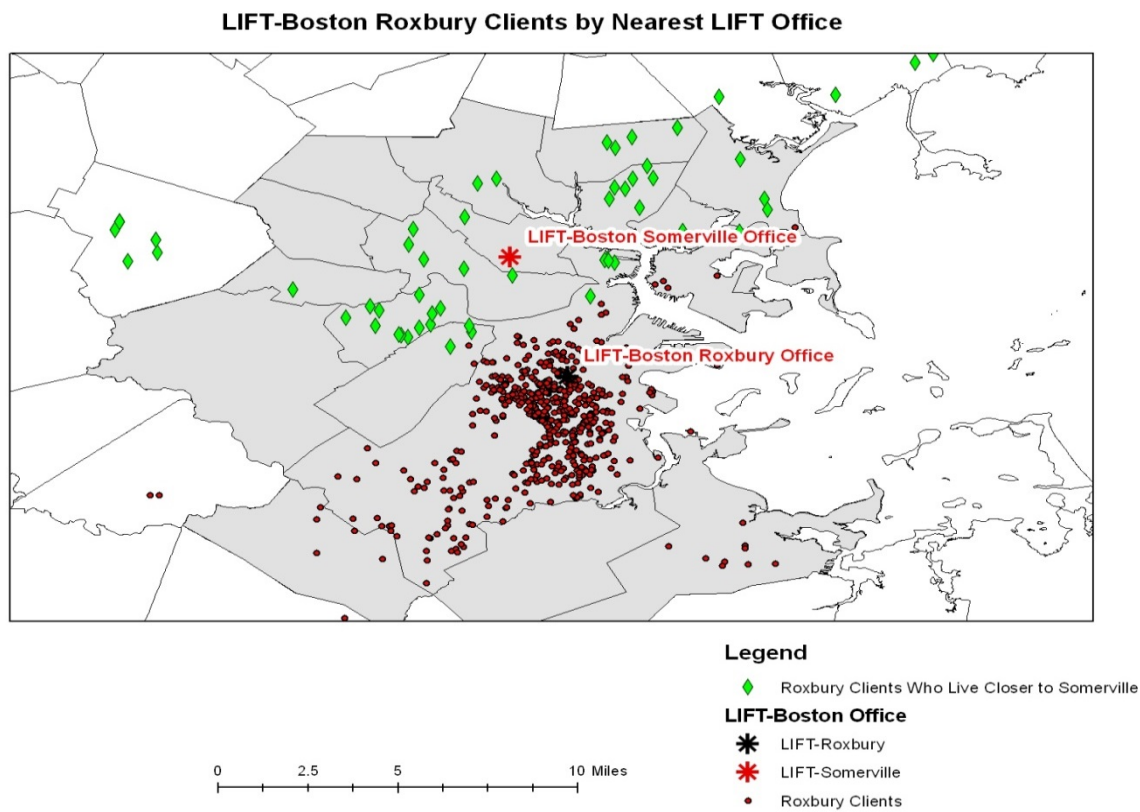 LIFT-Boston Roxbury Clients by Nearest LIFT Office
LIFT-Boston Somerville Office
LIFT-Boston Roxbury Office
Legend
Roxbury Clients Who Live Closer to Somerville
LIFT-Boston Office
LIFT-Roxbury
LIFT-Somerville
Roxbury Clients
0 2.5 5 10 Miles